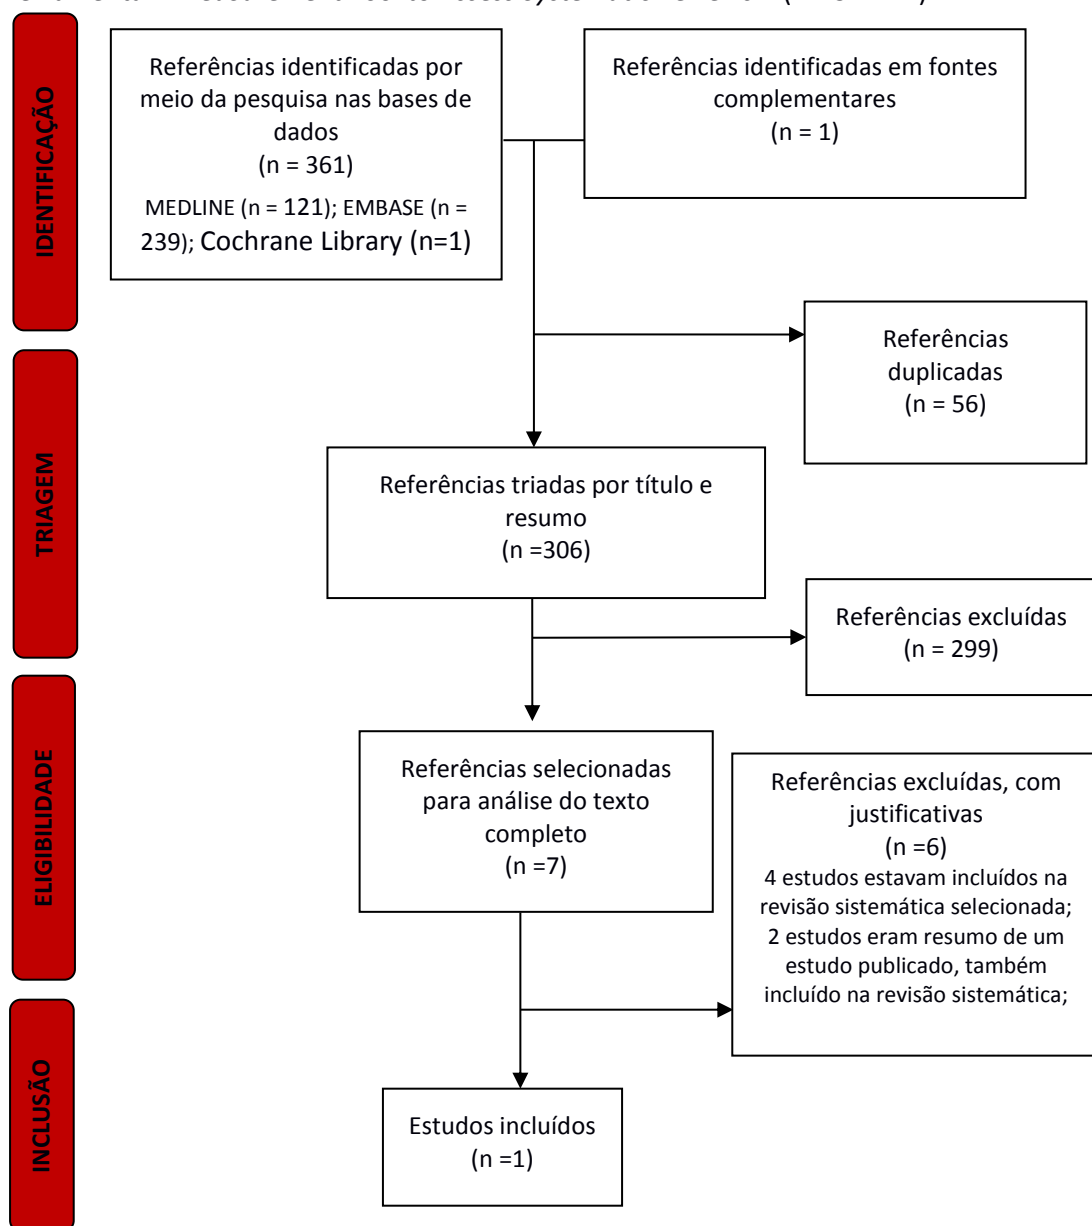 IDENTIFICAÇÃO
Referências identificadas por
meio da pesquisa nas bases de
dados
(n = 361)
MEDLINE (n = 121); EMBASE (n =
239); Cochrane Library (n=1)
Referências identificadas em fontes
complementares
(n = 1)
Referências
duplicadas
(n = 56)
TRIAGEM
Referências triadas por título e
resumo
(n =306)
Referências excluídas
(n = 299)
ELIGIBILIDADE
Referências selecionadas
para análise do texto
completo
(n =7)
Referências excluídas, com
justificativas
(n =6)
4 estudos estavam incluídos na
revisão sistemática selecionada;
2 estudos eram resumo de um
estudo publicado, também
incluído na revisão sistemática;
INCLUSÃO
Estudos incluídos
(n =1)